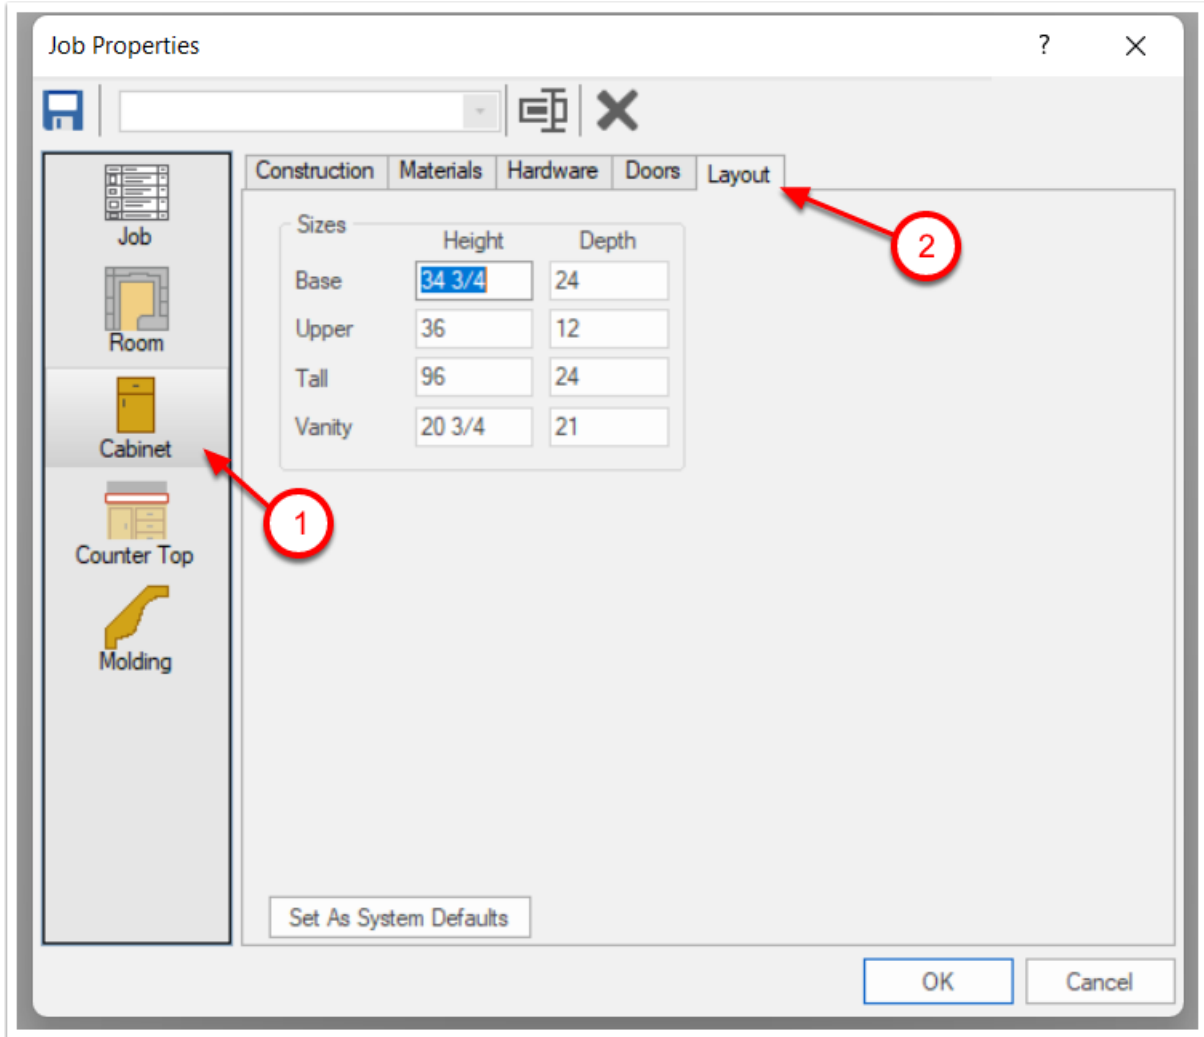 Job Properties ?
Construction Materials Hardware Doors Layout
Job
Room
Cabinet
Counter Top
Molding
Sizes
Height Depth
Base 34 3/4 24
Upper 36 12
Tall 96 24
Vanity 20 3/4 21
1
2
Set As System Defaults
OK Cancel